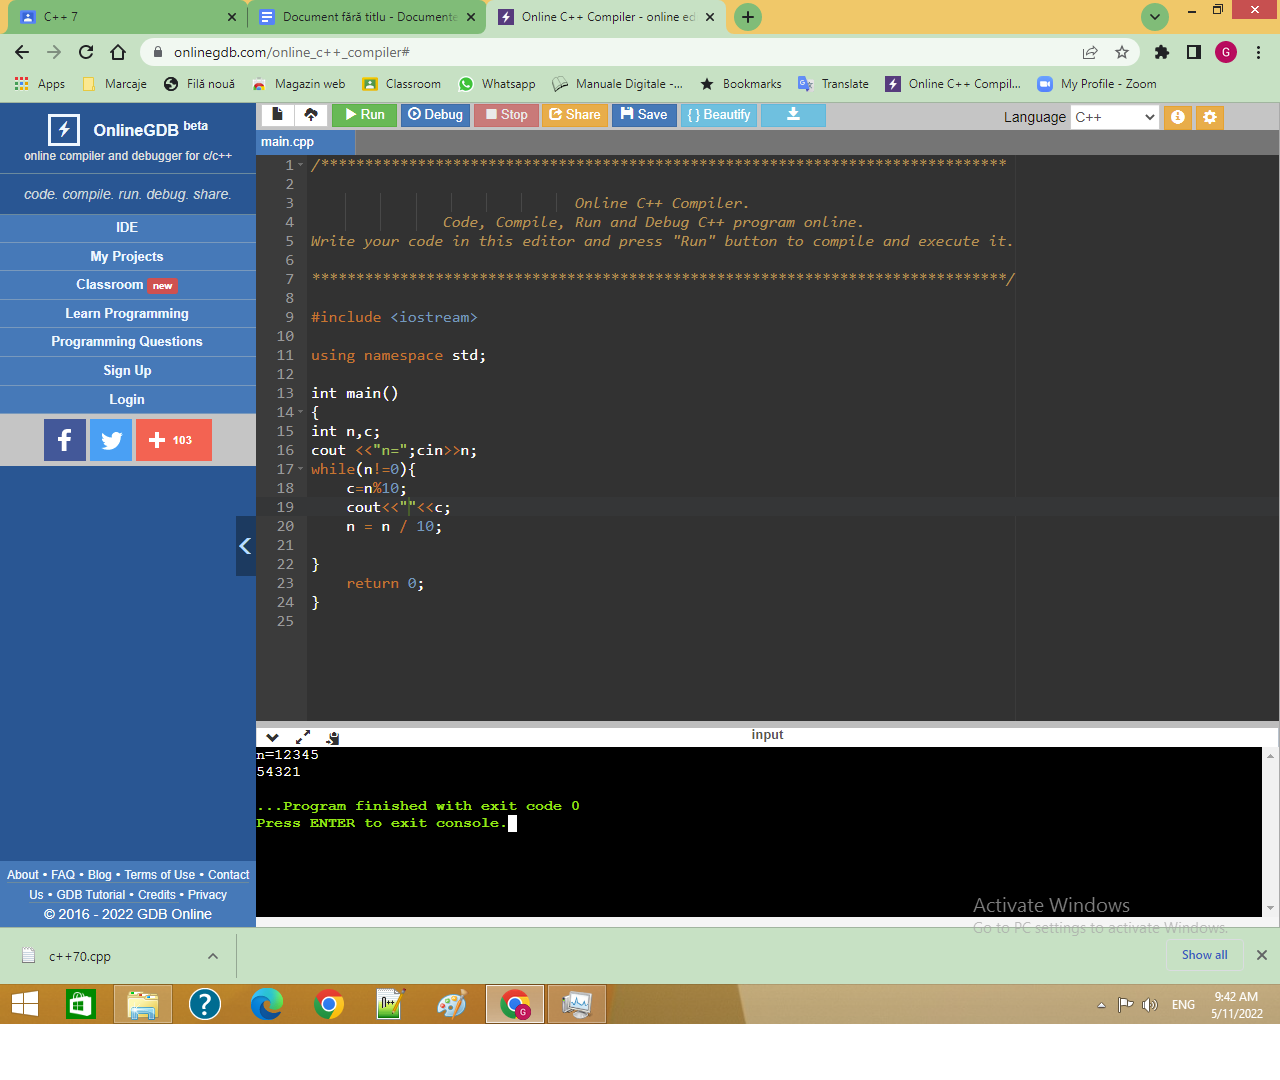 C++ 7
Document fără titlu - Documente
Online C++ Compiler - online ed
onlinegdb.com/online_c++_compiler#
G
Apps
Marcaje
Filă nouă
Magazin web
Classroom
Whatsapp
Manuale Digitale -...
Bookmarks
Translate
Online C++ Compil...
My Profile - Zoom
OnlineGDB beta
online compiler and debugger for c/c++
code. compile. run. debug. share.
IDE
My Projects
Classroom new
Learn Programming
Programming Questions
Sign Up
Login
103
Run
Debug
Stop
Share
Save
{ } Beautify
Language C++
main.cpp
1 /******************************************************************************
2
3 Online C++ Compiler.
4 Code, Compile, Run and Debug C++ program online.
5 Write your code in this editor and press "Run" button to compile and execute it.
6
7 *******************************************************************************/
8
9 #include <iostream>
10
11 using namespace std;
12
13 int main()
14 {
15 int n,c;
16 cout <<"n=";cin>>n;
17 while(n!=0){
18 c=n%10;
19 cout<<""<<c;
20 n = n / 10;
21
22 }
23 return 0;
24 }
25
input
n=12345
54321
...Program finished with exit code 0
Press ENTER to exit console.
About • FAQ • Blog • Terms of Use • Contact
Us • GDB Tutorial • Credits • Privacy
© 2016 - 2022 GDB Online
Activate Windows
Go to PC settings to activate Windows.
c++70.cpp
Show all
ENG
9:42 AM
5/11/2022